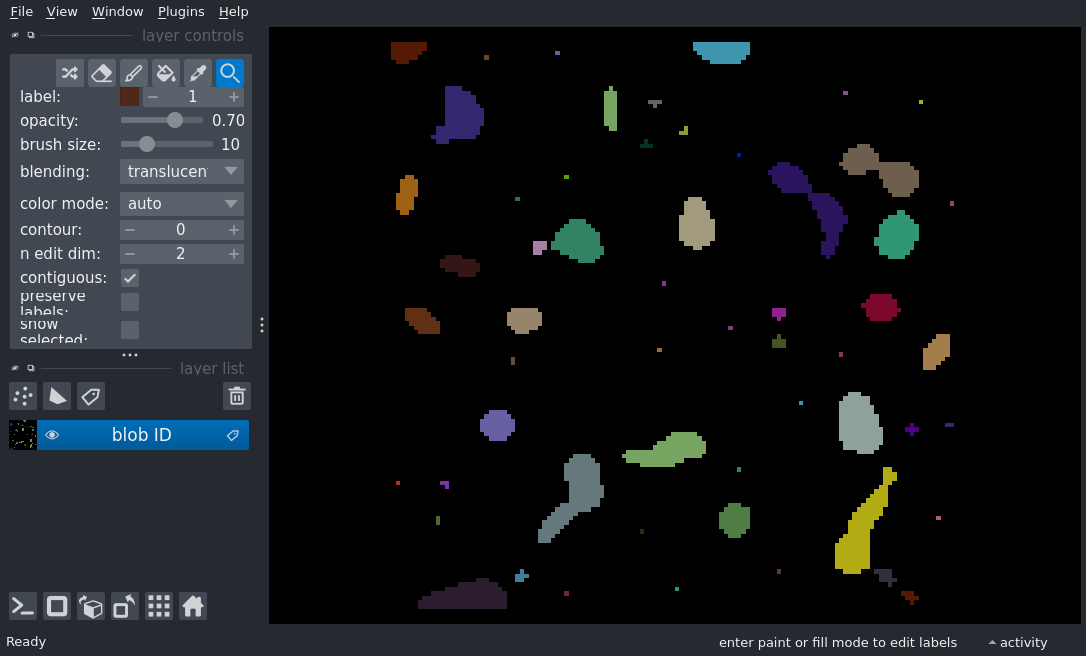 File View Window Plugins Help
layer controls
label: 1
opacity: 0.70
brush size: 10
blending: translucen
color mode: auto
contour: 0
n edit dim: 2
contiguous:
preserve
labels:
show
selected:
layer list
blob ID
Ready enter paint or fill mode to edit labels activity